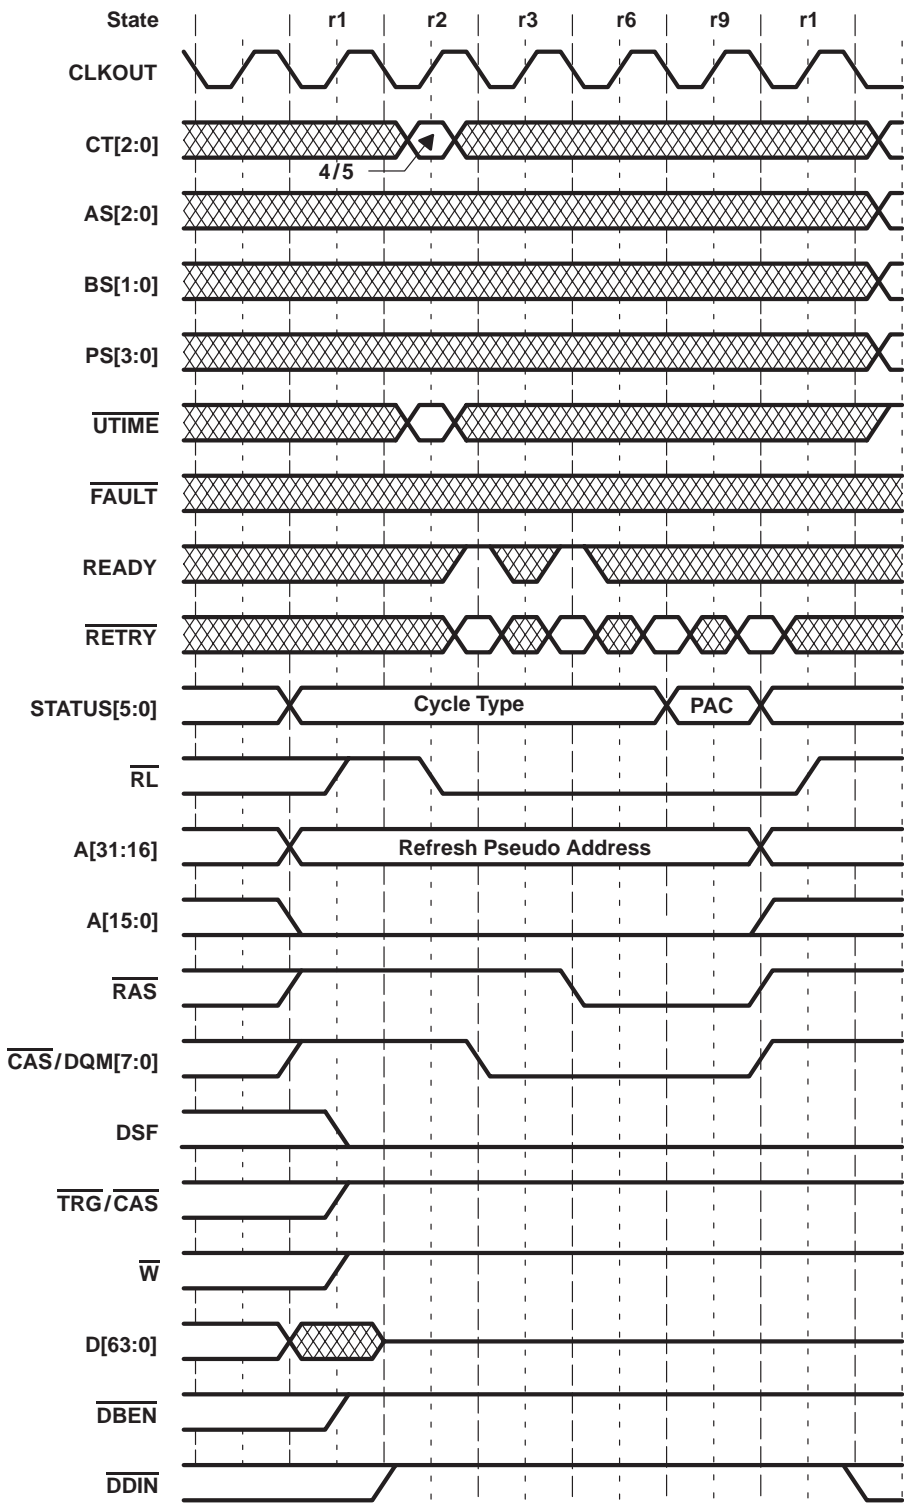 State r1 r2 r3 r6 r9 r1
CLKOUT
CT[2:0]
4/5
AS[2:0]
BS[1:0]
PS[3:0]
UTIME
FAULT
READY
RETRY
STATUS[5:0] Cycle Type PAC
RL
A[31:16] Refresh Pseudo Address
A[15:0]
RAS
CAS/DQM[7:0]
DSF
TRG/CAS
W
D[63:0]
DBEN
DDIN